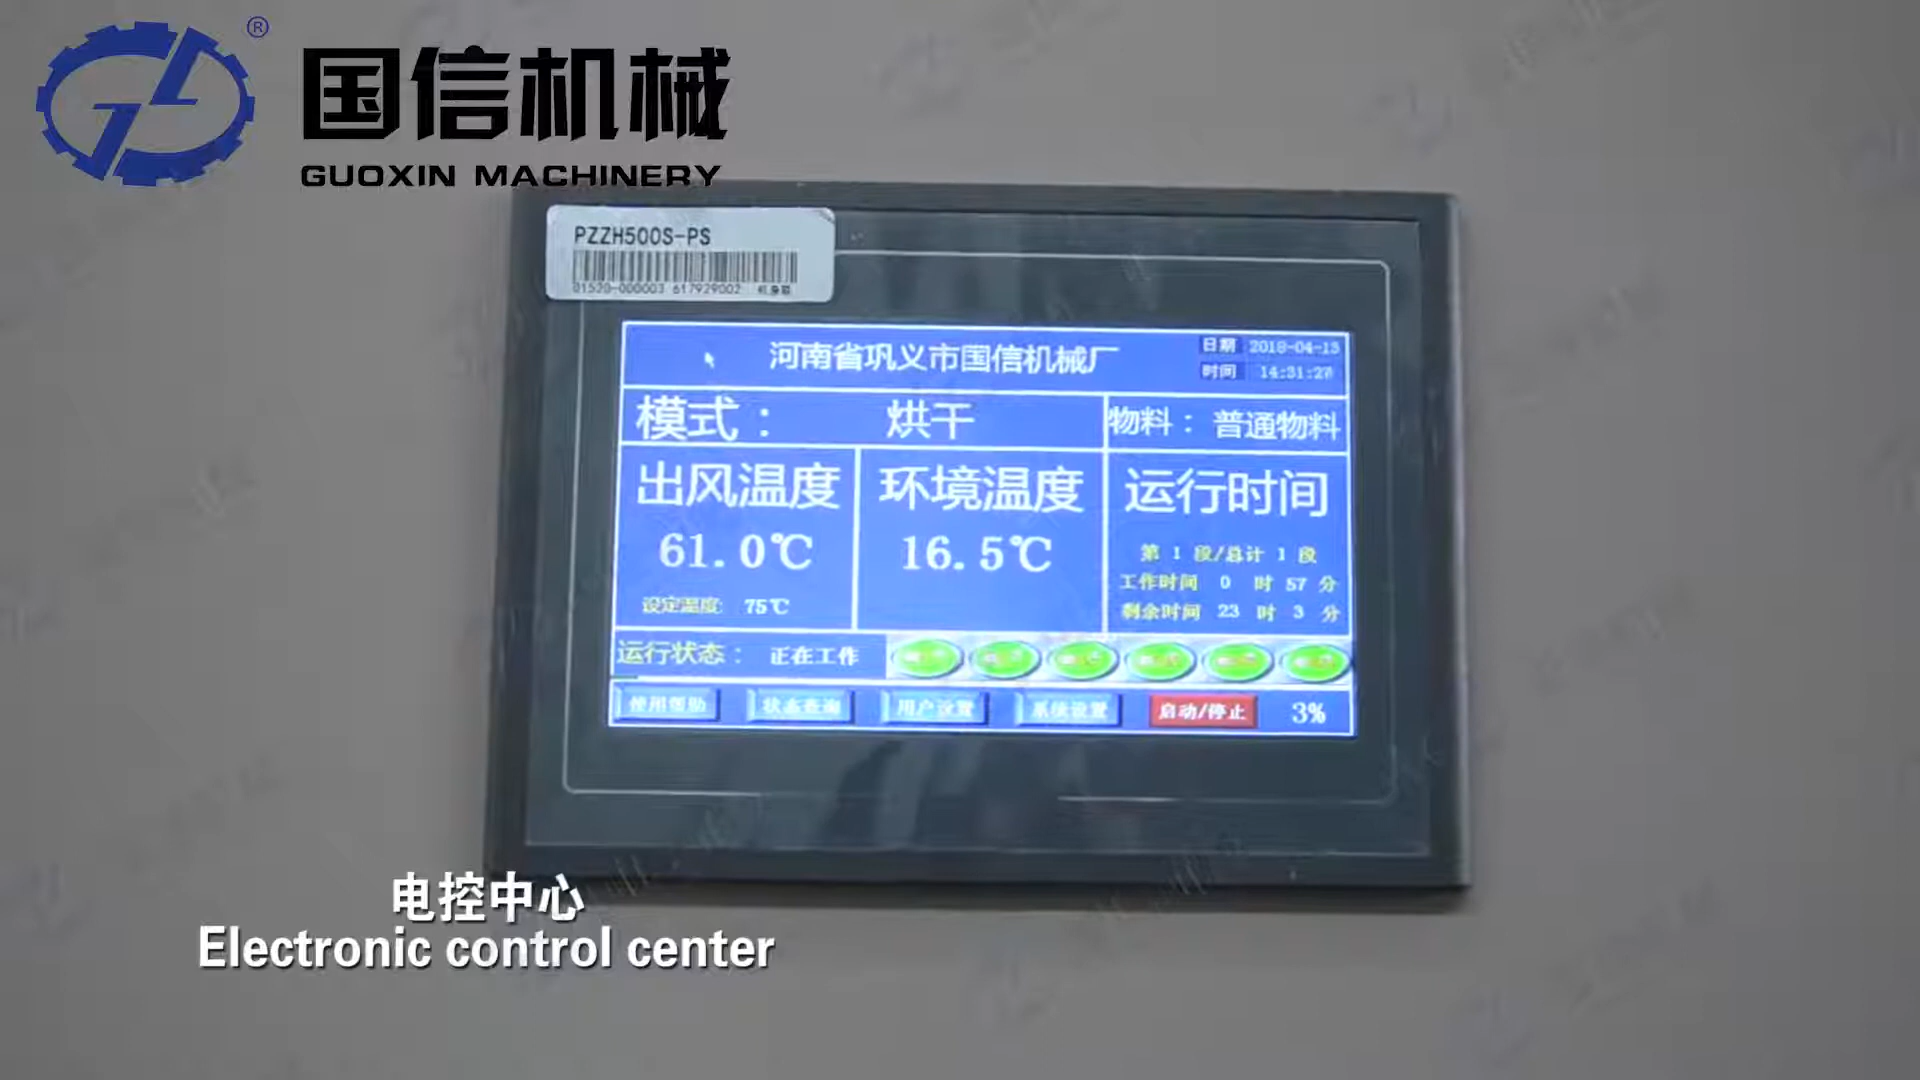 ®
国信机械
GUOXIN MACHINERY
PZZH500S-PS
01520-000003 617929002
河南省巩义市国信机械厂
日期 2018-04-13
时间 14:31:27
模式： 烘干
物料： 普通物料
出风温度
61.0℃
设定温度: 75℃
环境温度
16.5℃
运行时间
第 1 段/总计 1 段
工作时间 0 时 57 分
剩余时间 23 时 3 分
运行状态： 正在工作
使用帮助 状态查询 用户设置 系统设置 启动/停止 3%
电控中心
Electronic control center